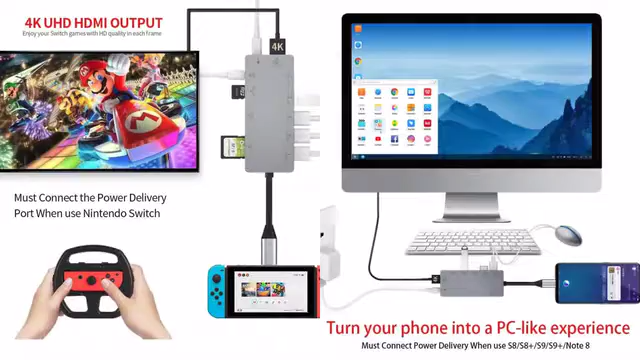 4K UHD HDMI OUTPUT
Enjoy your Switch games with HD quality in each frame
4K
Must Connect the Power Delivery
Port When use Nintendo Switch
Turn your phone into a PC-like experience
Must Connect Power Delivery When use S8/S8+/S9/S9+/Note 8